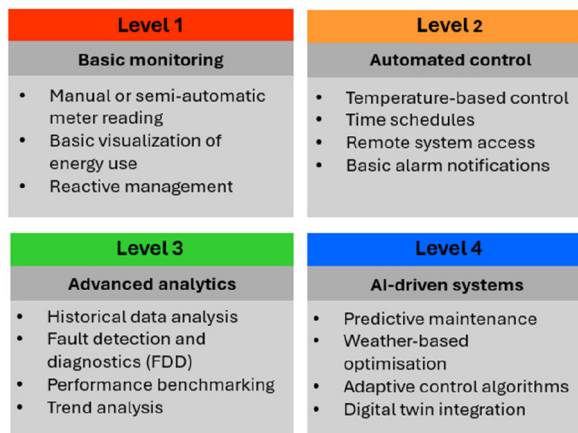 Level 1
Basic monitoring
• Manual or semi-automatic
meter reading
• Basic visualization of
energy use
• Reactive management
Level 2
Automated control
• Temperature-based control
• Time schedules
• Remote system access
• Basic alarm notifications
Level 3
Advanced analytics
• Historical data analysis
• Fault detection and
diagnostics (FDD)
• Performance benchmarking
• Trend analysis
Level 4
AI-driven systems
• Predictive maintenance
• Weather-based
optimisation
• Adaptive control algorithms
• Digital twin integration